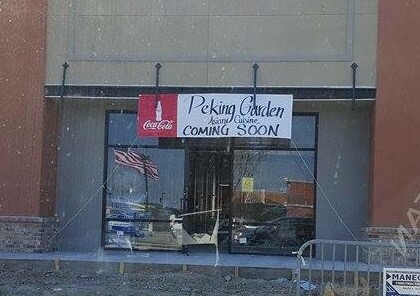 Peking Garden
Asian Cuisine
COMING SOON
Coca-Cola
MANEC